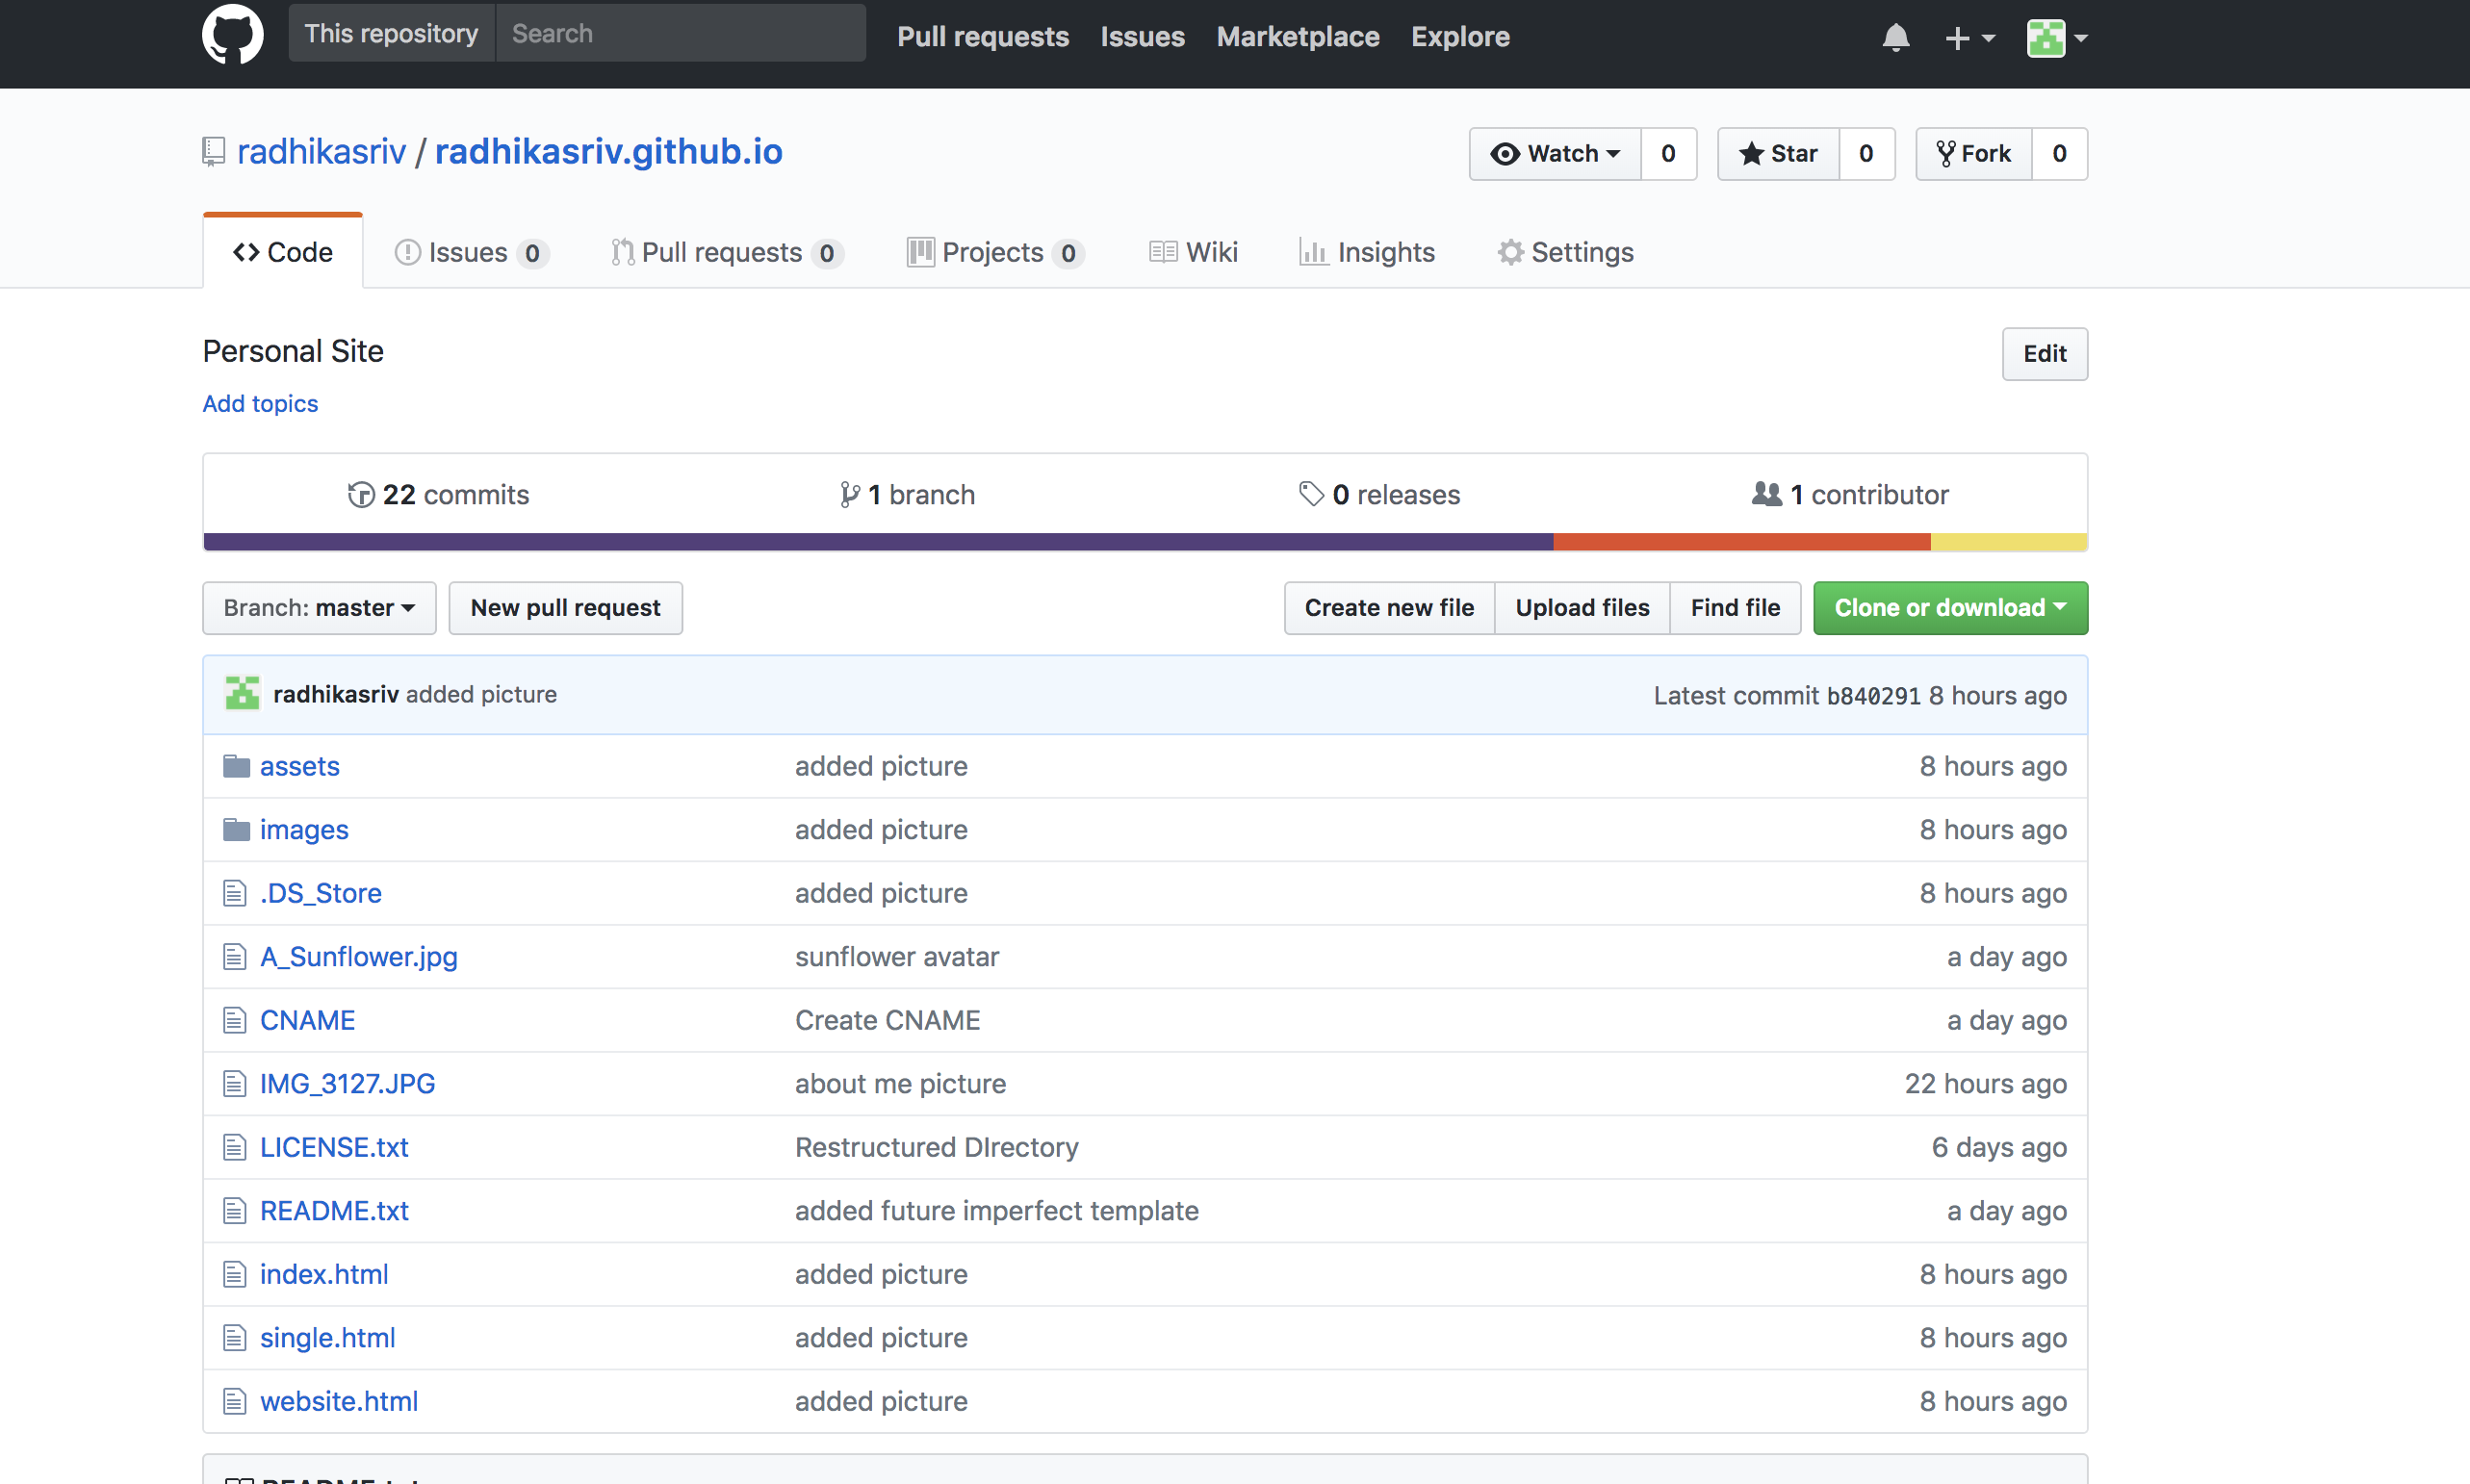 This repository Search Pull requests Issues Marketplace Explore
radhikasriv / radhikasriv.github.io Watch 0 Star 0 Fork 0
Code Issues 0 Pull requests 0 Projects 0 Wiki Insights Settings
Personal Site Edit
Add topics
22 commits 1 branch 0 releases 1 contributor
Branch: master New pull request Create new file Upload files Find file Clone or download
radhikasriv added picture Latest commit b840291 8 hours ago
assets added picture 8 hours ago
images added picture 8 hours ago
.DS_Store added picture 8 hours ago
A_Sunflower.jpg sunflower avatar a day ago
CNAME Create CNAME a day ago
IMG_3127.JPG about me picture 22 hours ago
LICENSE.txt Restructured DIrectory 6 days ago
README.txt added future imperfect template a day ago
index.html added picture 8 hours ago
single.html added picture 8 hours ago
website.html added picture 8 hours ago